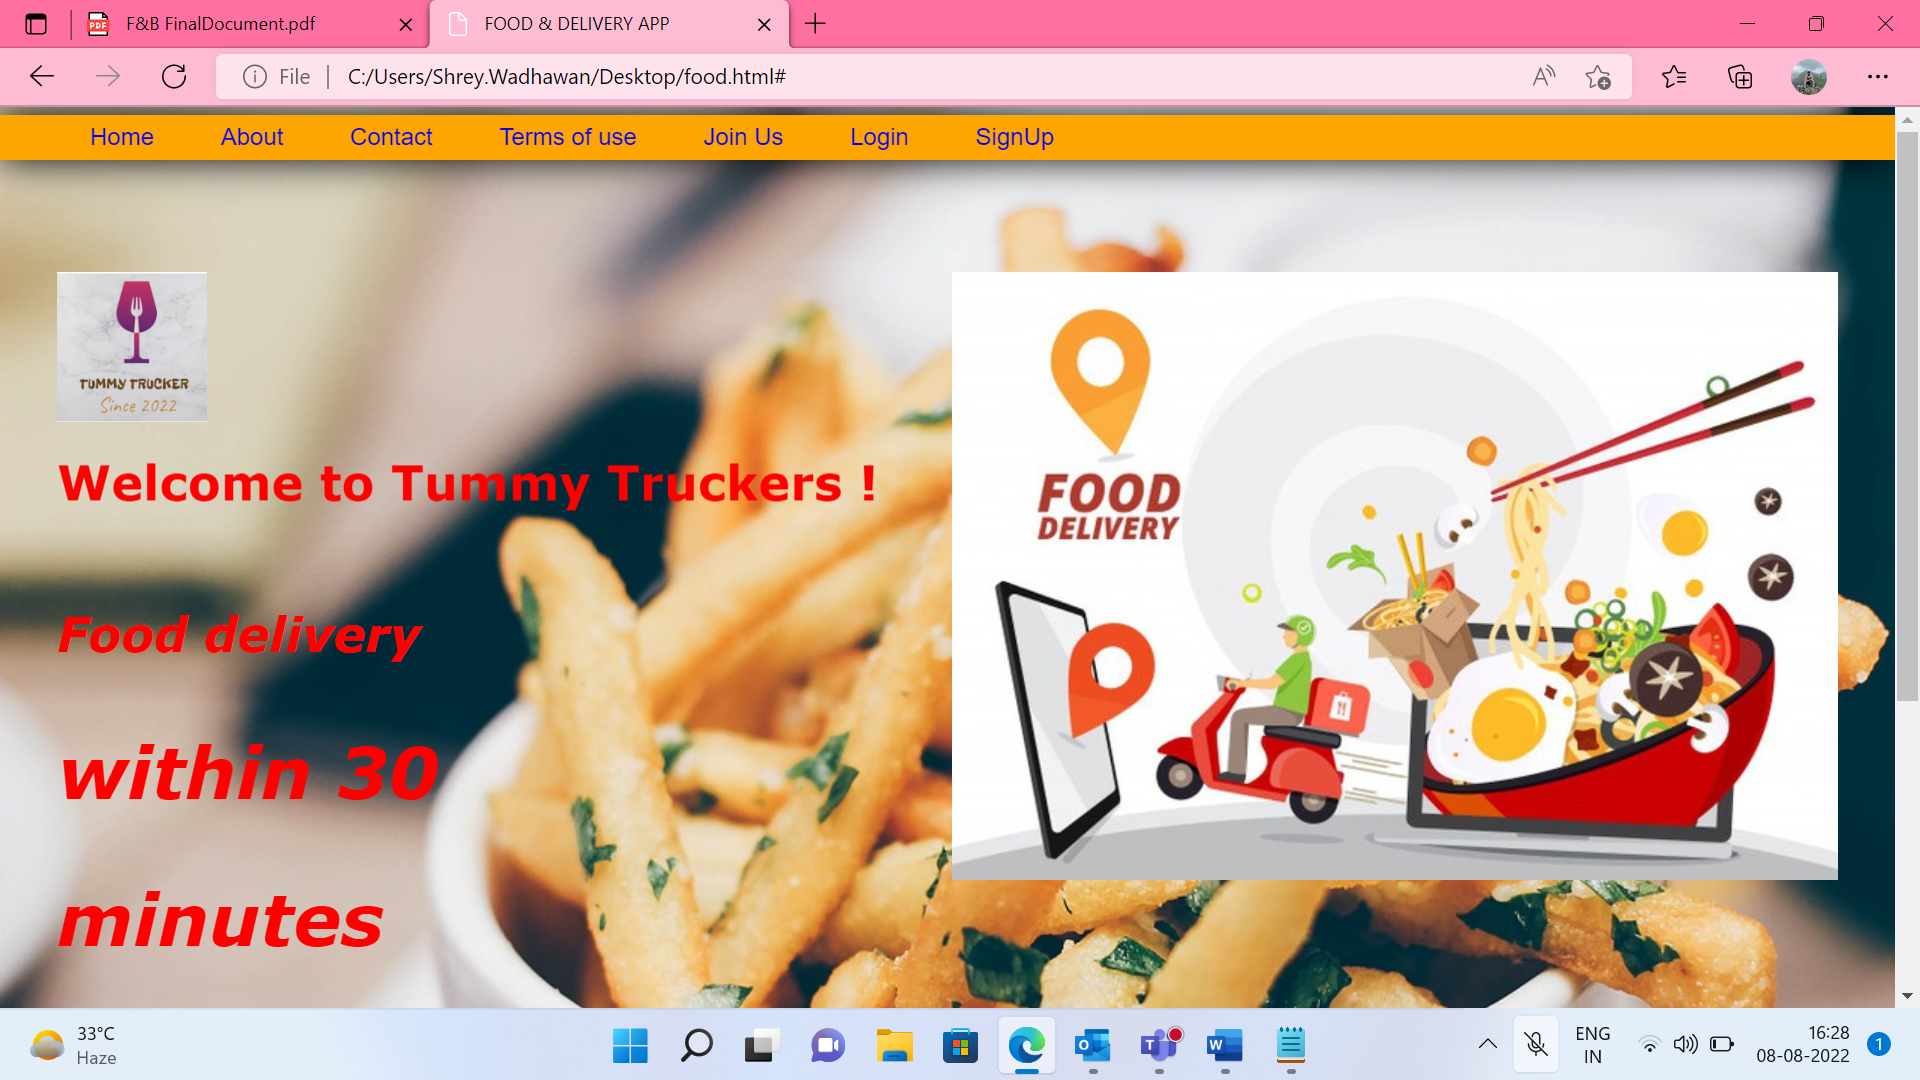 F&B FinalDocument.pdf
FOOD & DELIVERY APP
File
C:/Users/Shrey.Wadhawan/Desktop/food.html#
Home About Contact Terms of use Join Us Login SignUp
TUMMY TRUCKER
Since 2022
Welcome to Tummy Truckers !
Food delivery
within 30
minutes
FOOD
DELIVERY
33°C
Haze
ENG
IN
16:28
08-08-2022
1